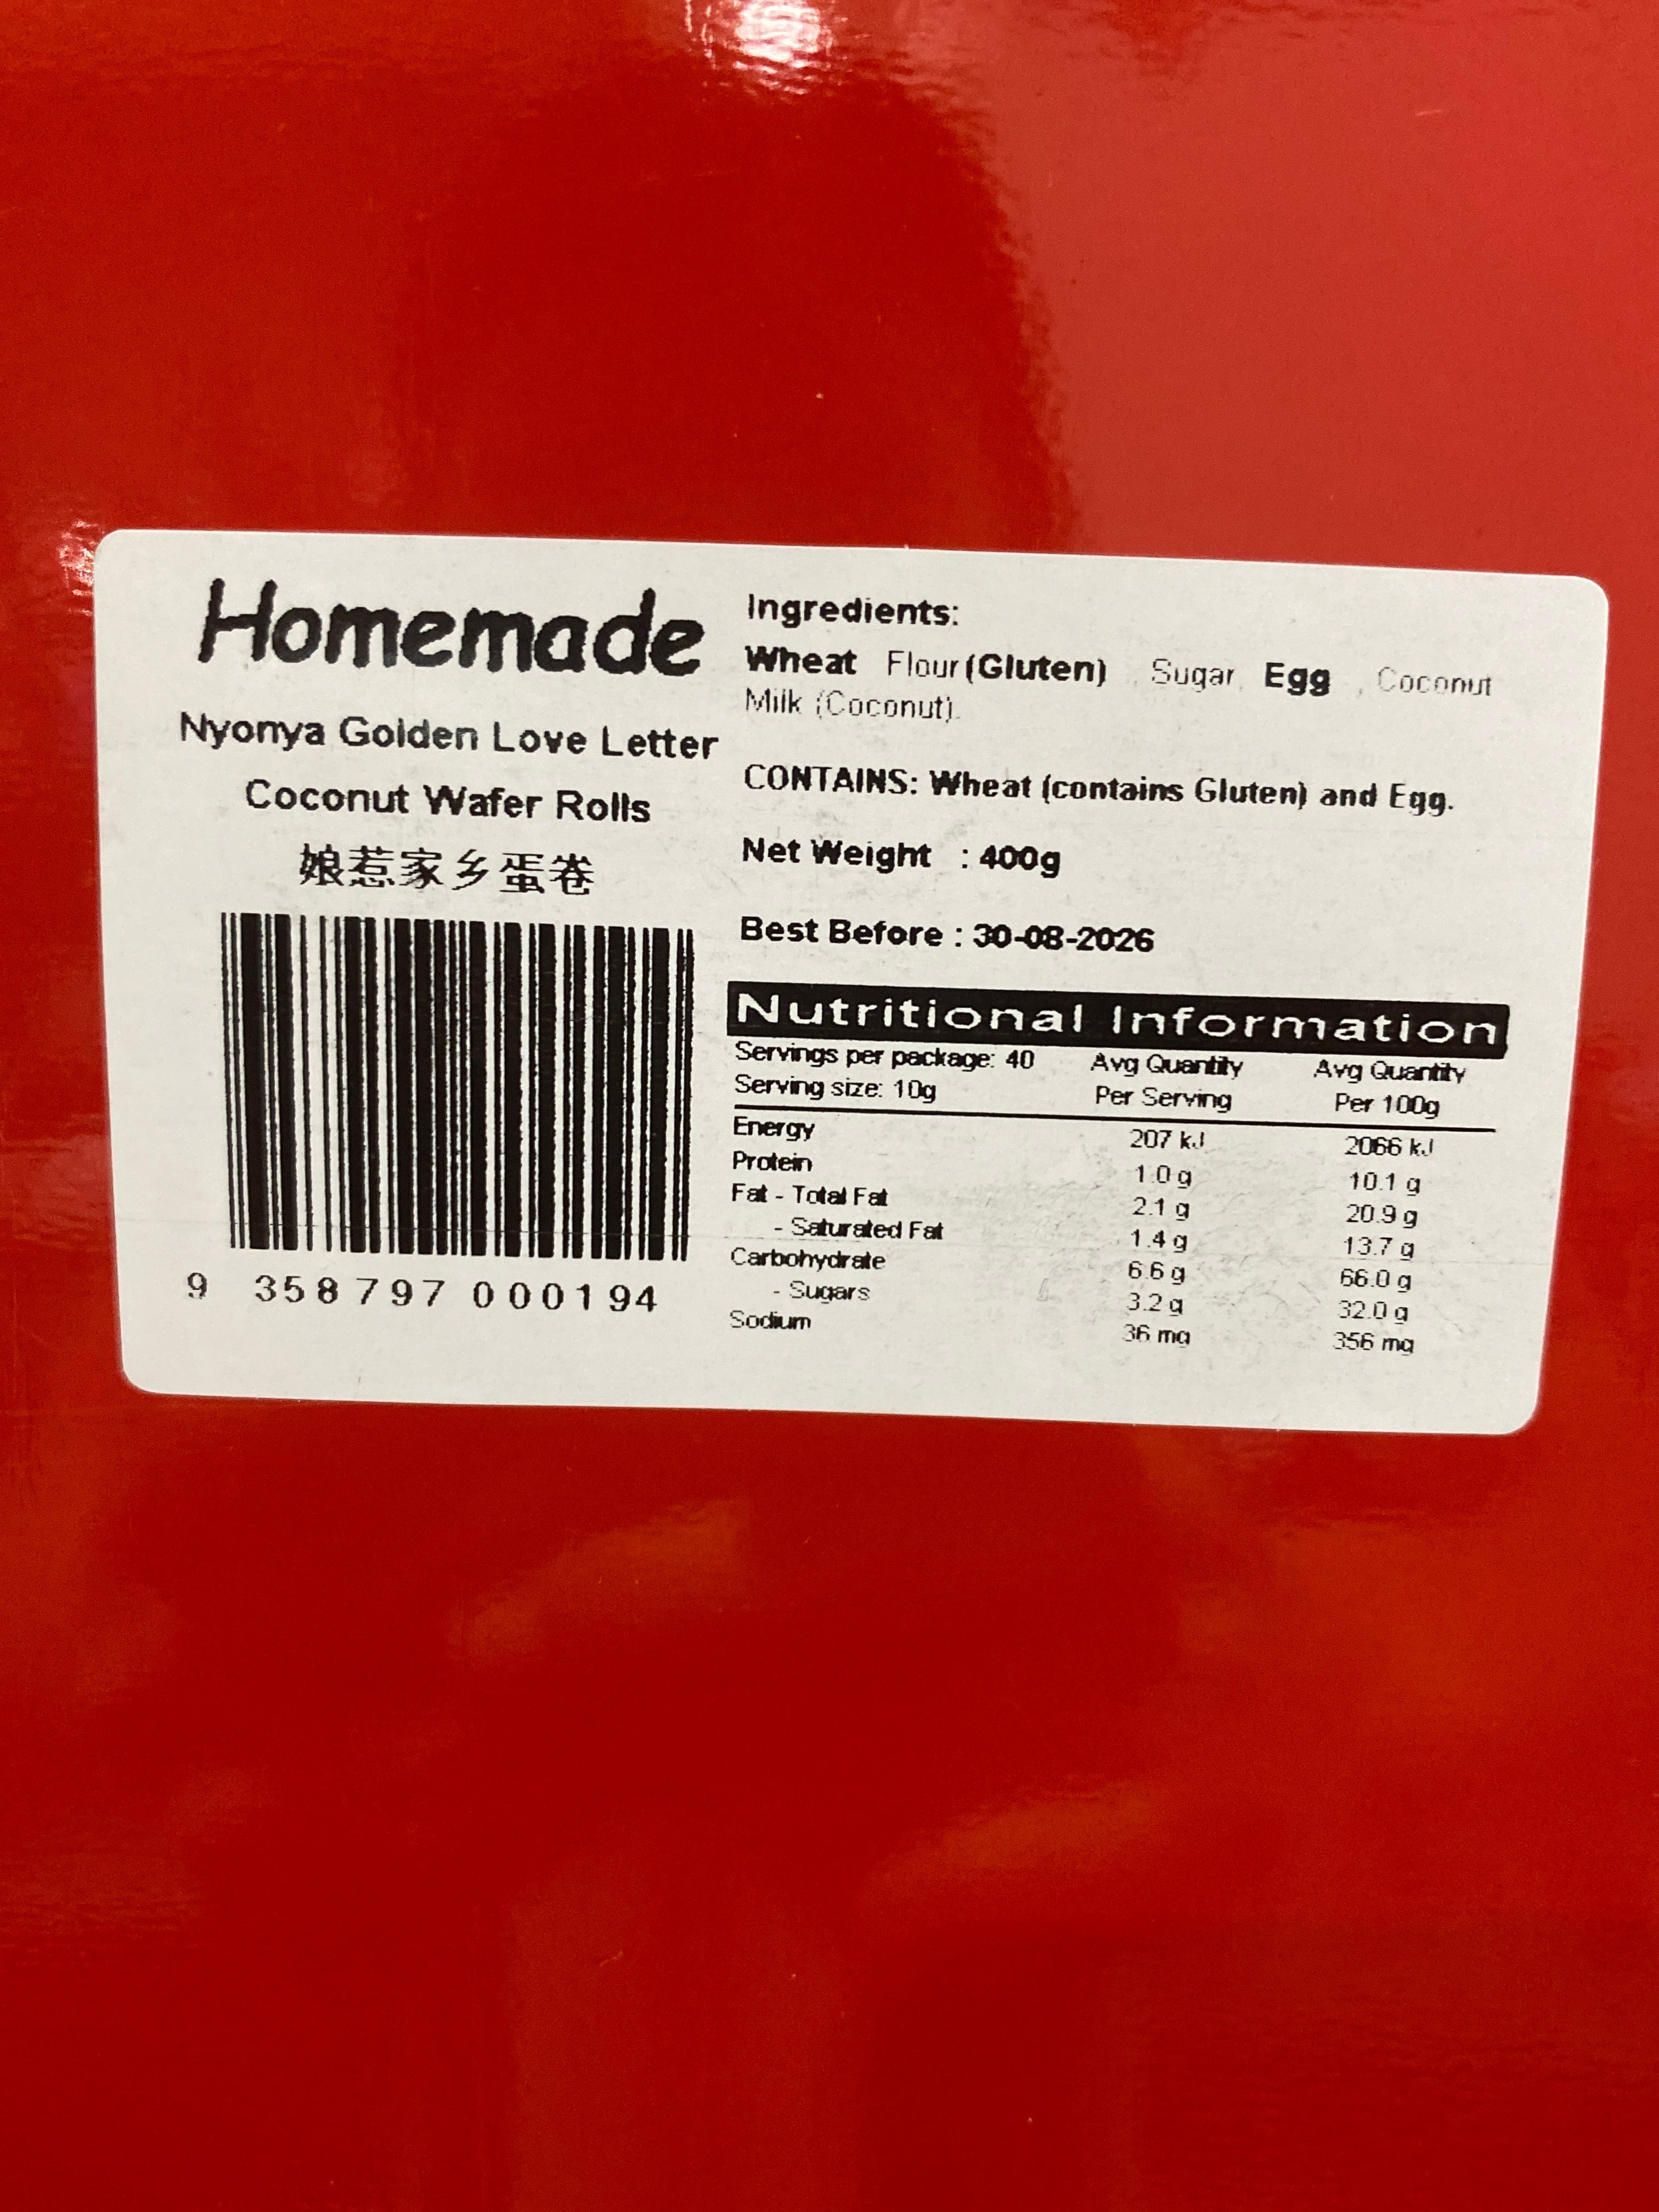 Homemade
Nyonya Golden Love Letter
Coconut Wafer Rolls
娘惹家乡蛋卷
9 358797 000194
Ingredients:
Wheat Flour (Gluten) , Sugar, Egg , Coconut
Milk (Coconut).
CONTAINS: Wheat (contains Gluten) and Egg.
Net Weight : 400g
Best Before : 30-08-2026
Nutritional Information
Servings per package: 40 Avg Quantity Avg Quantity
Serving size: 10g Per Serving Per 100g
Energy 207 kJ 2066 kJ
Protein 1.0 g 10.1 g
Fat - Total Fat 2.1 g 20.9 g
- Saturated Fat 1.4 g 13.7 g
Carbohydrate 6.6 g 66.0 g
- Sugars 3.2 g 32.0 g
Sodium 36 mg 356 mg